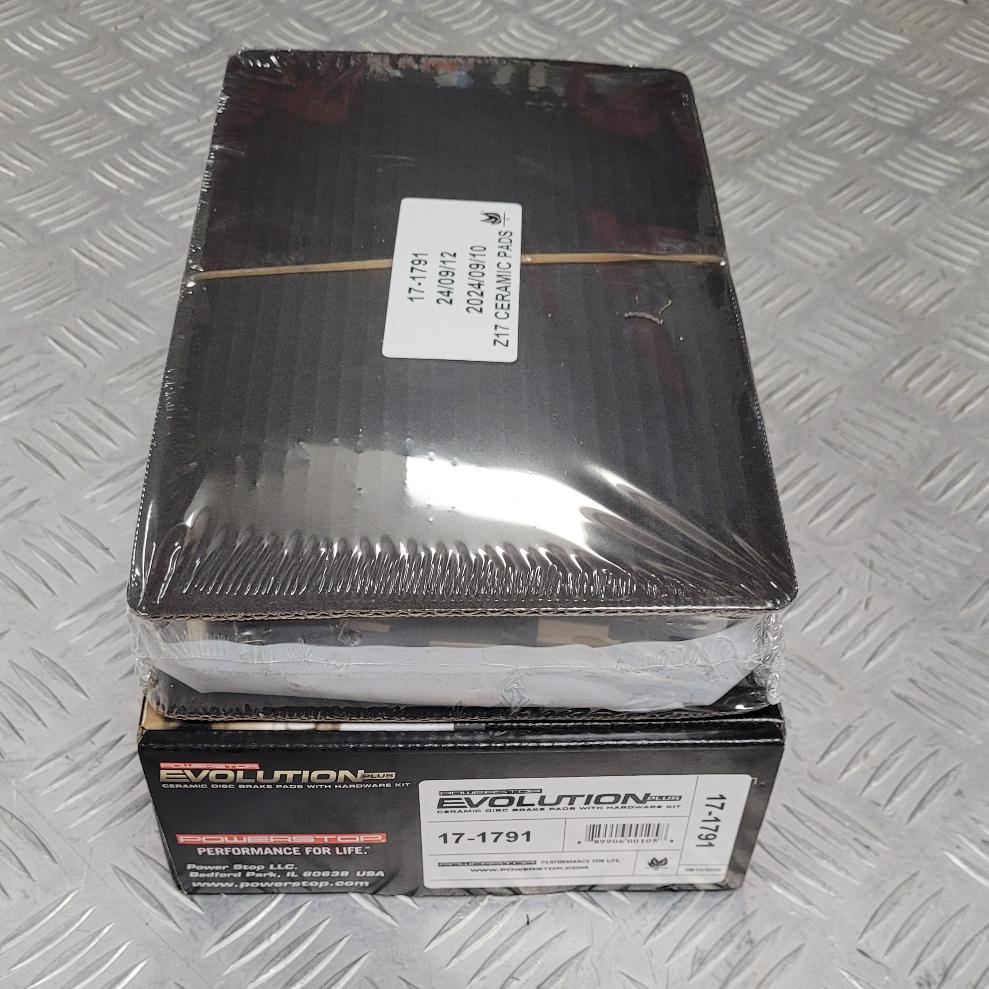 17-1791
24/09/12
2024/09/10
Z17 CERAMIC PADS
POWERSTOP
EVOLUTION PLUS
CERAMIC DISC BRAKE PADS WITH HARDWARE KIT
POWERSTOP
PERFORMANCE FOR LIFE.™
Power Stop LLC.
Bedford Park, IL 60638 USA
www.powerstop.com
POWERSTOP
EVOLUTION PLUS
CERAMIC DISC BRAKE PADS WITH HARDWARE KIT
17-1791
POWERSTOP PERFORMANCE FOR LIFE.™
WWW.POWERSTOP.COM
17-1791